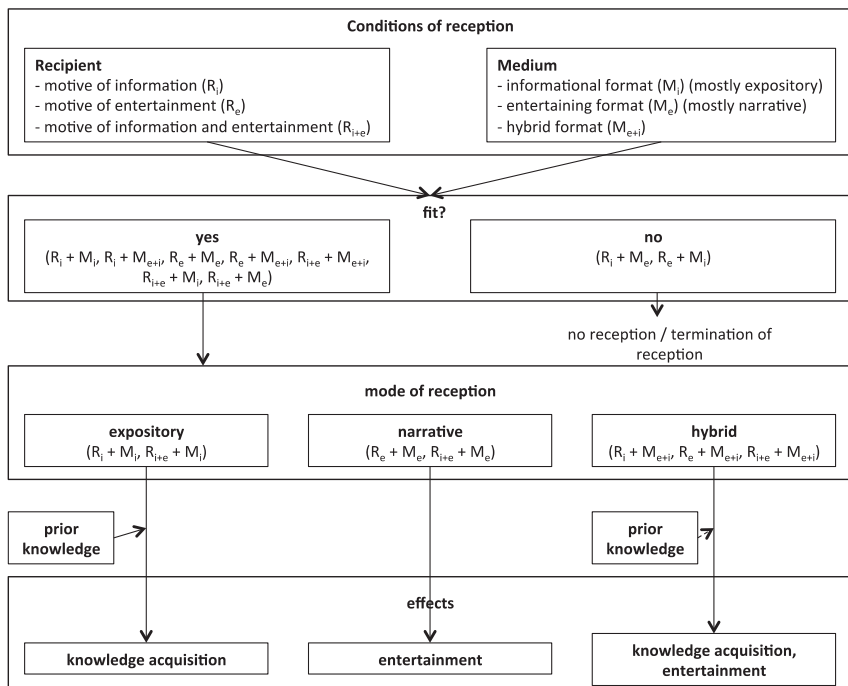 Conditions of reception
Recipient
- motive of information (Rᵢ)
- motive of entertainment (Rₑ)
- motive of information and entertainment (Rᵢ₊ₑ)
Medium
- informational format (Mᵢ) (mostly expository)
- entertaining format (Mₑ) (mostly narrative)
- hybrid format (Mₑ₊ᵢ)
fit?
yes
(Rᵢ + Mᵢ, Rᵢ + Mₑ₊ᵢ, Rₑ + Mₑ, Rₑ + Mₑ₊ᵢ, Rᵢ₊ₑ + Mₑ₊ᵢ,
Rᵢ₊ₑ + Mᵢ, Rᵢ₊ₑ + Mₑ)
no
(Rᵢ + Mₑ, Rₑ + Mᵢ)
no reception / termination of
reception
mode of reception
expository
(Rᵢ + Mᵢ, Rᵢ₊ₑ + Mᵢ)
narrative
(Rₑ + Mₑ, Rᵢ₊ₑ + Mₑ)
hybrid
(Rᵢ + Mₑ₊ᵢ, Rₑ + Mₑ₊ᵢ, Rᵢ₊ₑ + Mₑ₊ᵢ)
prior
knowledge
prior
knowledge
effects
knowledge acquisition
entertainment
knowledge acquisition,
entertainment